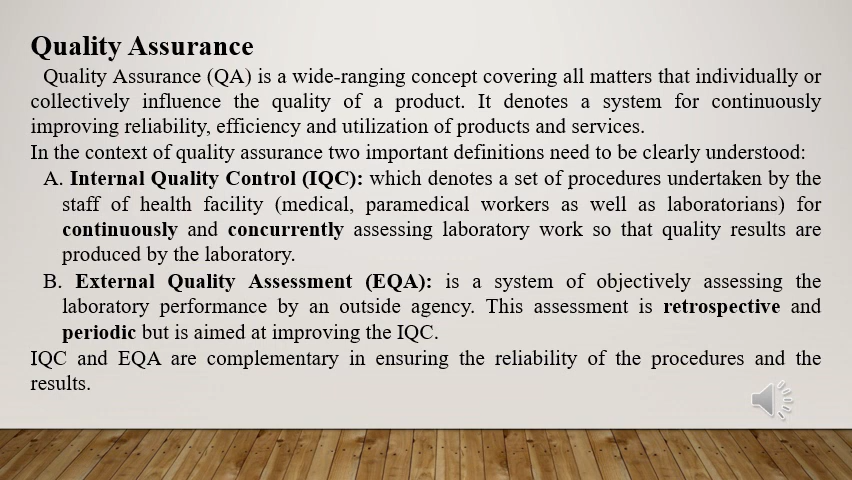 Quality Assurance
Quality Assurance (QA) is a wide-ranging concept covering all matters that individually or
collectively influence the quality of a product. It denotes a system for continuously
improving reliability, efficiency and utilization of products and services.
In the context of quality assurance two important definitions need to be clearly understood:
A. Internal Quality Control (IQC): which denotes a set of procedures undertaken by the
staff of health facility (medical, paramedical workers as well as laboratorians) for
continuously and concurrently assessing laboratory work so that quality results are
produced by the laboratory.
B. External Quality Assessment (EQA): is a system of objectively assessing the
laboratory performance by an outside agency. This assessment is retrospective and
periodic but is aimed at improving the IQC.
IQC and EQA are complementary in ensuring the reliability of the procedures and the
results.